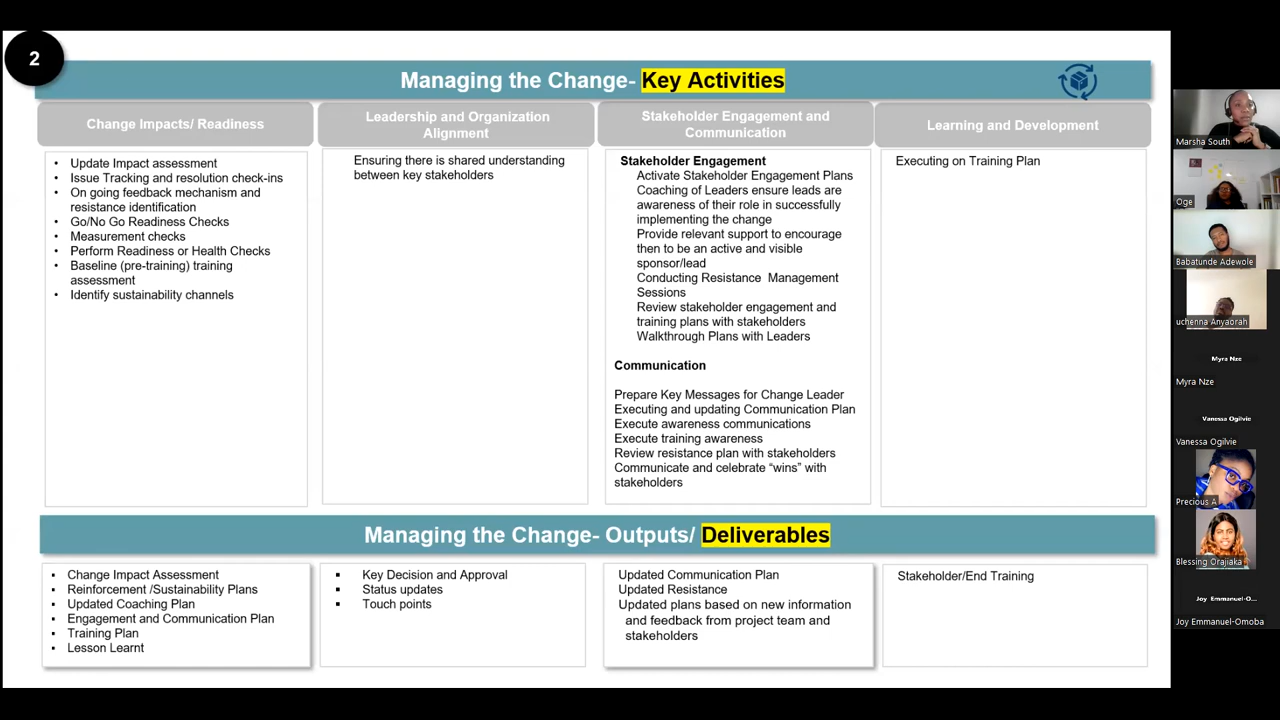 2
Managing the Change- Key Activities
Change Impacts/ Readiness
Leadership and Organization
Alignment
Stakeholder Engagement and
Communication
Learning and Development
• Update Impact assessment
• Issue Tracking and resolution check-ins
• On going feedback mechanism and
resistance identification
• Go/No Go Readiness Checks
• Measurement checks
• Perform Readiness or Health Checks
• Baseline (pre-training) training
assessment
• Identify sustainability channels
Ensuring there is shared understanding
between key stakeholders
Stakeholder Engagement
Activate Stakeholder Engagement Plans
Coaching of Leaders ensure leads are
awareness of their role in successfully
implementing the change
Provide relevant support to encourage
then to be an active and visible
sponsor/lead
Conducting Resistance Management
Sessions
Review stakeholder engagement and
training plans with stakeholders
Walkthrough Plans with Leaders
Communication
Prepare Key Messages for Change Leader
Executing and updating Communication Plan
Execute awareness communications
Execute training awareness
Review resistance plan with stakeholders
Communicate and celebrate “wins” with
stakeholders
Executing on Training Plan
Managing the Change- Outputs/ Deliverables
▪ Change Impact Assessment
▪ Reinforcement /Sustainability Plans
▪ Updated Coaching Plan
▪ Engagement and Communication Plan
▪ Training Plan
▪ Lesson Learnt
▪ Key Decision and Approval
▪ Status updates
▪ Touch points
Updated Communication Plan
Updated Resistance
Updated plans based on new information
and feedback from project team and
stakeholders
Stakeholder/End Training
Marsha South
Oge
Babatunde Adewole
uchenna Anyaorah
Myra Nze
Myra Nze
Vanessa Ogilvie
Vanessa Ogilvie
Precious A
Blessing Orajiaka
Joy Emmanuel-O...
Joy Emmanuel-Omoba